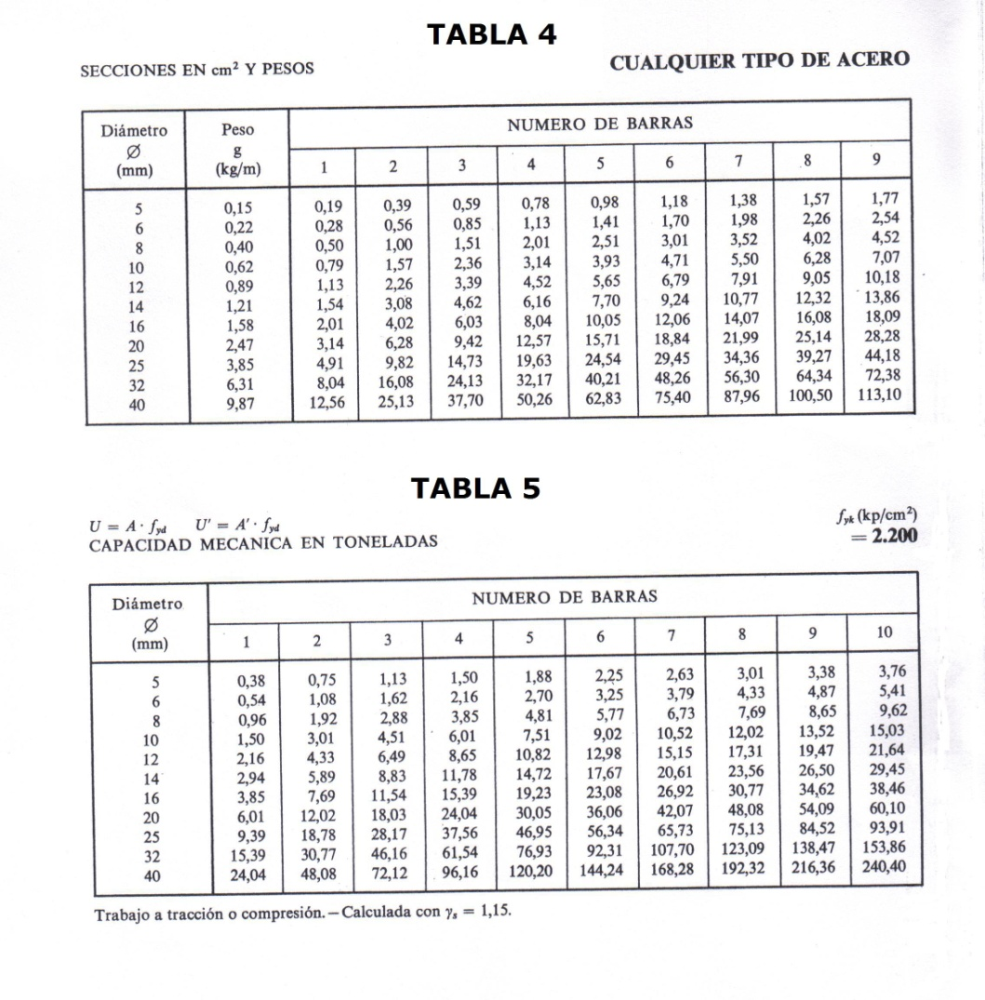 TABLA 4
SECCIONES EN cm² Y PESOS CUALQUIER TIPO DE ACERO
Diámetro Ø (mm) Peso g (kg/m) NUMERO DE BARRAS
1 2 3 4 5 6 7 8 9
5 0,15 0,19 0,39 0,59 0,78 0,98 1,18 1,38 1,57 1,77
6 0,22 0,28 0,56 0,85 1,13 1,41 1,70 1,98 2,26 2,54
8 0,40 0,50 1,00 1,51 2,01 2,51 3,01 3,52 4,02 4,52
10 0,62 0,79 1,57 2,36 3,14 3,93 4,71 5,50 6,28 7,07
12 0,89 1,13 2,26 3,39 4,52 5,65 6,79 7,91 9,05 10,18
14 1,21 1,54 3,08 4,62 6,16 7,70 9,24 10,77 12,32 13,86
16 1,58 2,01 4,02 6,03 8,04 10,05 12,06 14,07 16,08 18,09
20 2,47 3,14 6,28 9,42 12,57 15,71 18,84 21,99 25,14 28,28
25 3,85 4,91 9,82 14,73 19,63 24,54 29,45 34,36 39,27 44,18
32 6,31 8,04 16,08 24,13 32,17 40,21 48,26 56,30 64,34 72,38
40 9,87 12,56 25,13 37,70 50,26 62,83 75,40 87,96 100,50 113,10
TABLA 5
U = A · fyd U' = A' · fyd fyk (kp/cm²)
CAPACIDAD MECANICA EN TONELADAS = 2.200
Diámetro Ø (mm) NUMERO DE BARRAS
1 2 3 4 5 6 7 8 9 10
5 0,38 0,75 1,13 1,50 1,88 2,25 2,63 3,01 3,38 3,76
6 0,54 1,08 1,62 2,16 2,70 3,25 3,79 4,33 4,87 5,41
8 0,96 1,92 2,88 3,85 4,81 5,77 6,73 7,69 8,65 9,62
10 1,50 3,01 4,51 6,01 7,51 9,02 10,52 12,02 13,52 15,03
12 2,16 4,33 6,49 8,65 10,82 12,98 15,15 17,31 19,47 21,64
14 2,94 5,89 8,83 11,78 14,72 17,67 20,61 23,56 26,50 29,45
16 3,85 7,69 11,54 15,39 19,23 23,08 26,92 30,77 34,62 38,46
20 6,01 12,02 18,03 24,04 30,05 36,06 42,07 48,08 54,09 60,10
25 9,39 18,78 28,17 37,56 46,95 56,34 65,73 75,13 84,52 93,91
32 15,39 30,77 46,16 61,54 76,93 92,31 107,70 123,09 138,47 153,86
40 24,04 48,08 72,12 96,16 120,20 144,24 168,28 192,32 216,36 240,40
Trabajo a tracción o compresión. — Calculada con γs = 1,15.